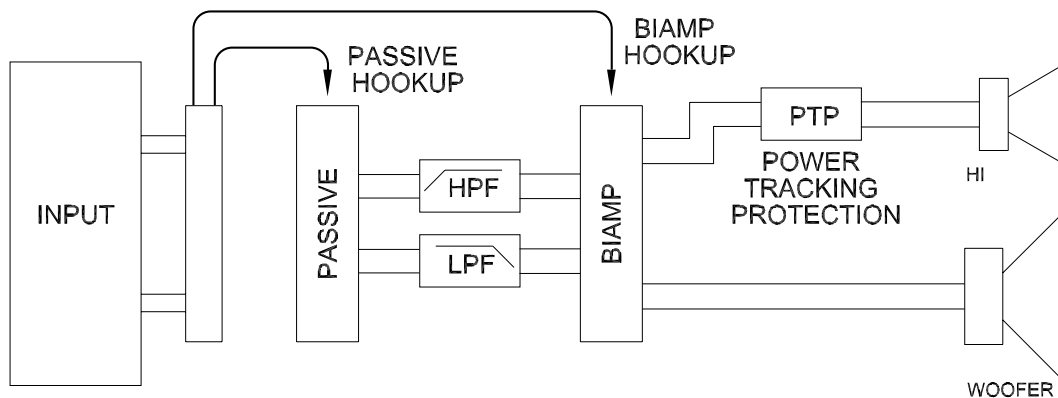 BIAMP
HOOKUP
PASSIVE
HOOKUP
INPUT
PASSIVE
HPF
LPF
BIAMP
PTP
POWER
TRACKING
PROTECTION
HI
WOOFER